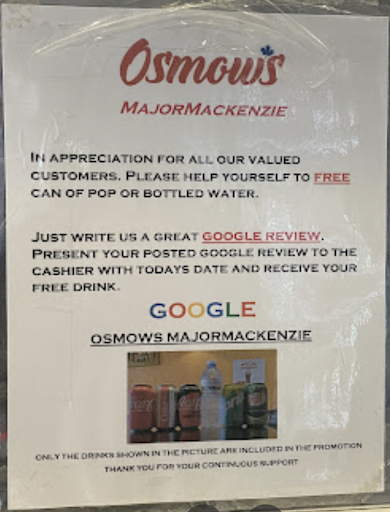 Osmow's
MAJORMACKENZIE
IN APPRECIATION FOR ALL OUR VALUED
CUSTOMERS. PLEASE HELP YOURSELF TO FREE
CAN OF POP OR BOTTLED WATER.
JUST WRITE US A GREAT GOOGLE REVIEW.
PRESENT YOUR POSTED GOOGLE REVIEW TO THE
CASHIER WITH TODAYS DATE AND RECEIVE YOUR
FREE DRINK.
GOOGLE
OSMOWS MAJORMACKENZIE
ONLY THE DRINKS SHOWN IN THE PICTURE ARE INCLUDED IN THE PROMOTION
THANK YOU FOR YOUR CONTINUOUS SUPPORT